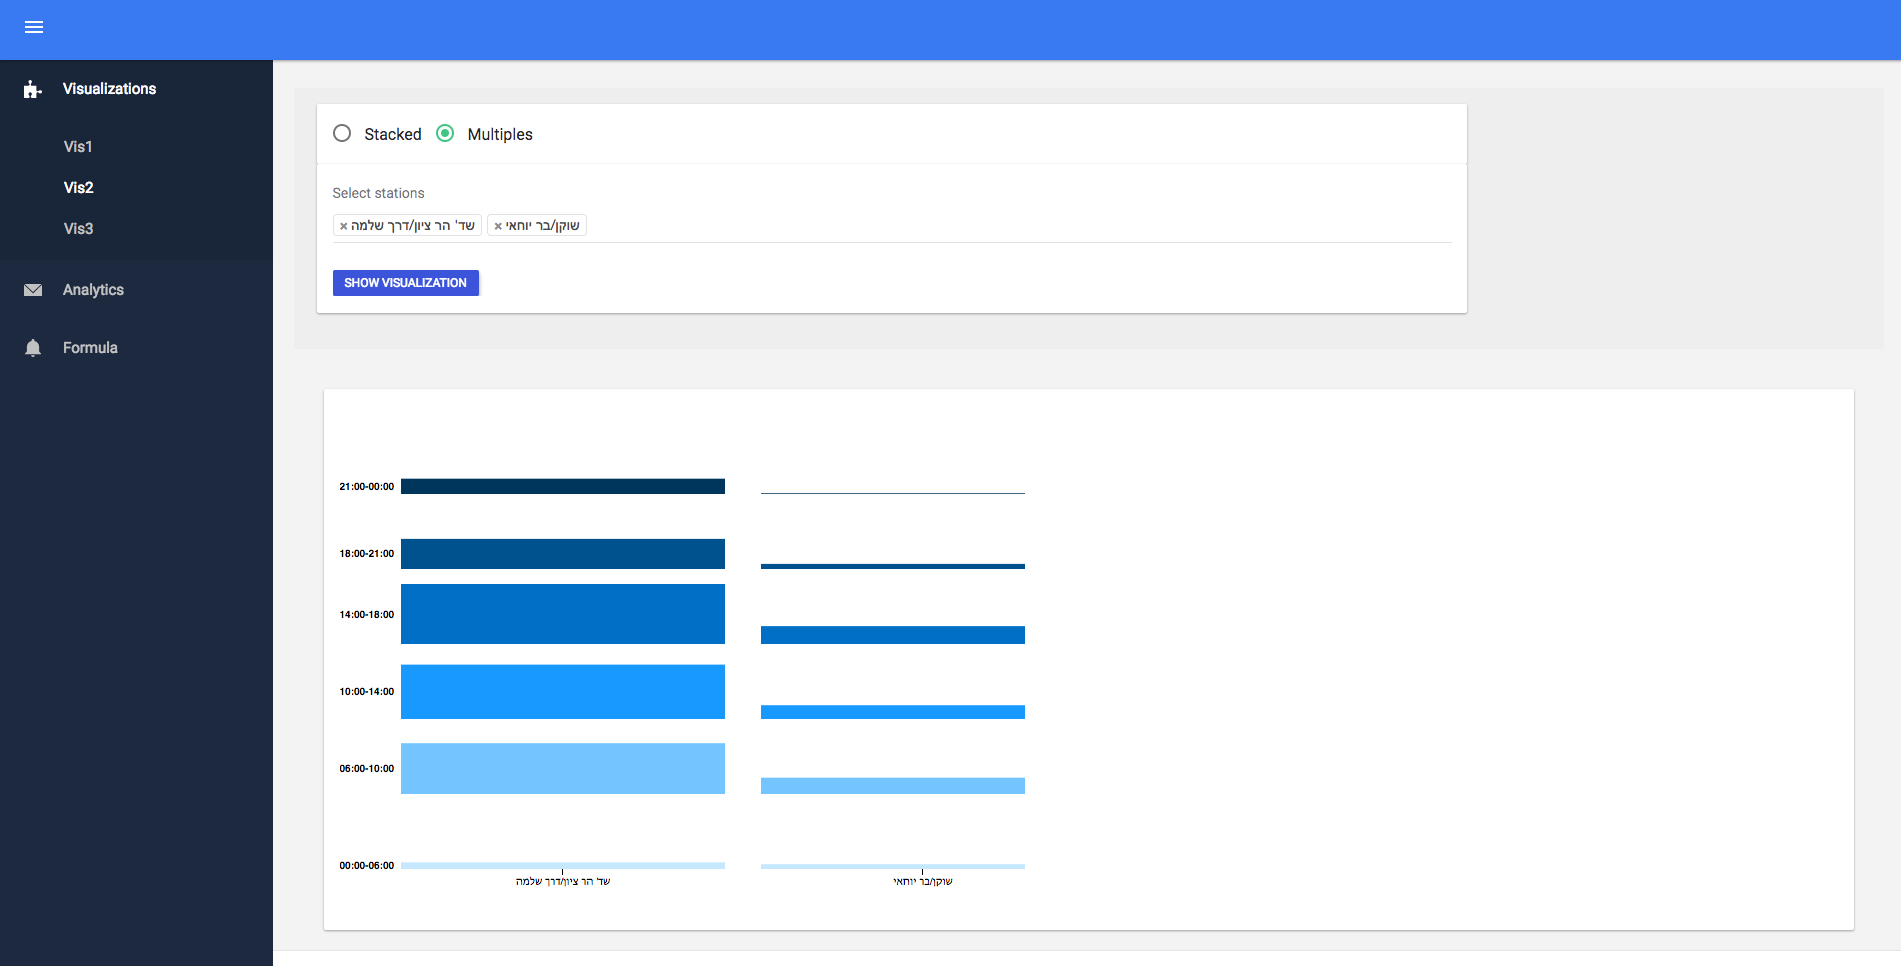 Visualizations
Vis1
Vis2
Vis3
Analytics
Formula
Stacked Multiples
Select stations
× שד' הר ציון/דרך שלמה × שוקן/בר יוחאי
SHOW VISUALIZATION
21:00-00:00
18:00-21:00
14:00-18:00
10:00-14:00
06:00-10:00
00:00-06:00
שד' הר ציון/דרך שלמה שוקן/בר יוחאי